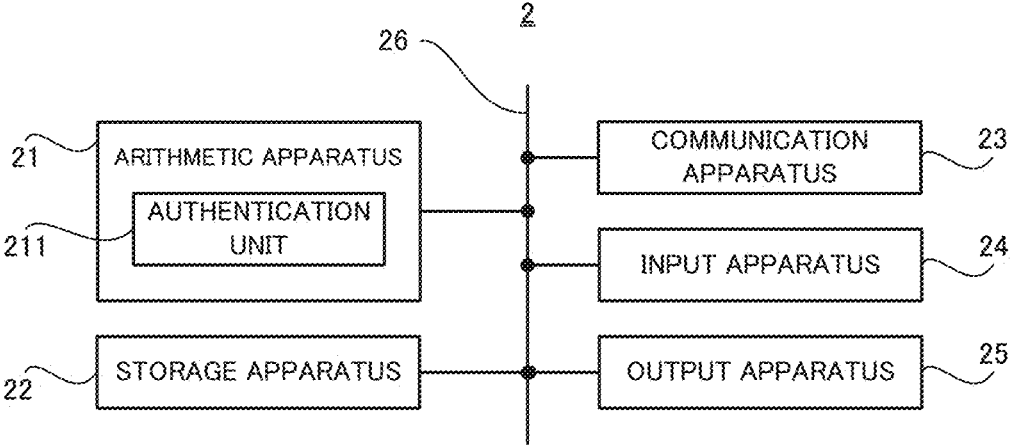 2
26
21
ARITHMETIC APPARATUS
211
AUTHENTICATION
UNIT
22
STORAGE APPARATUS
COMMUNICATION
APPARATUS
23
INPUT APPARATUS
24
OUTPUT APPARATUS
25